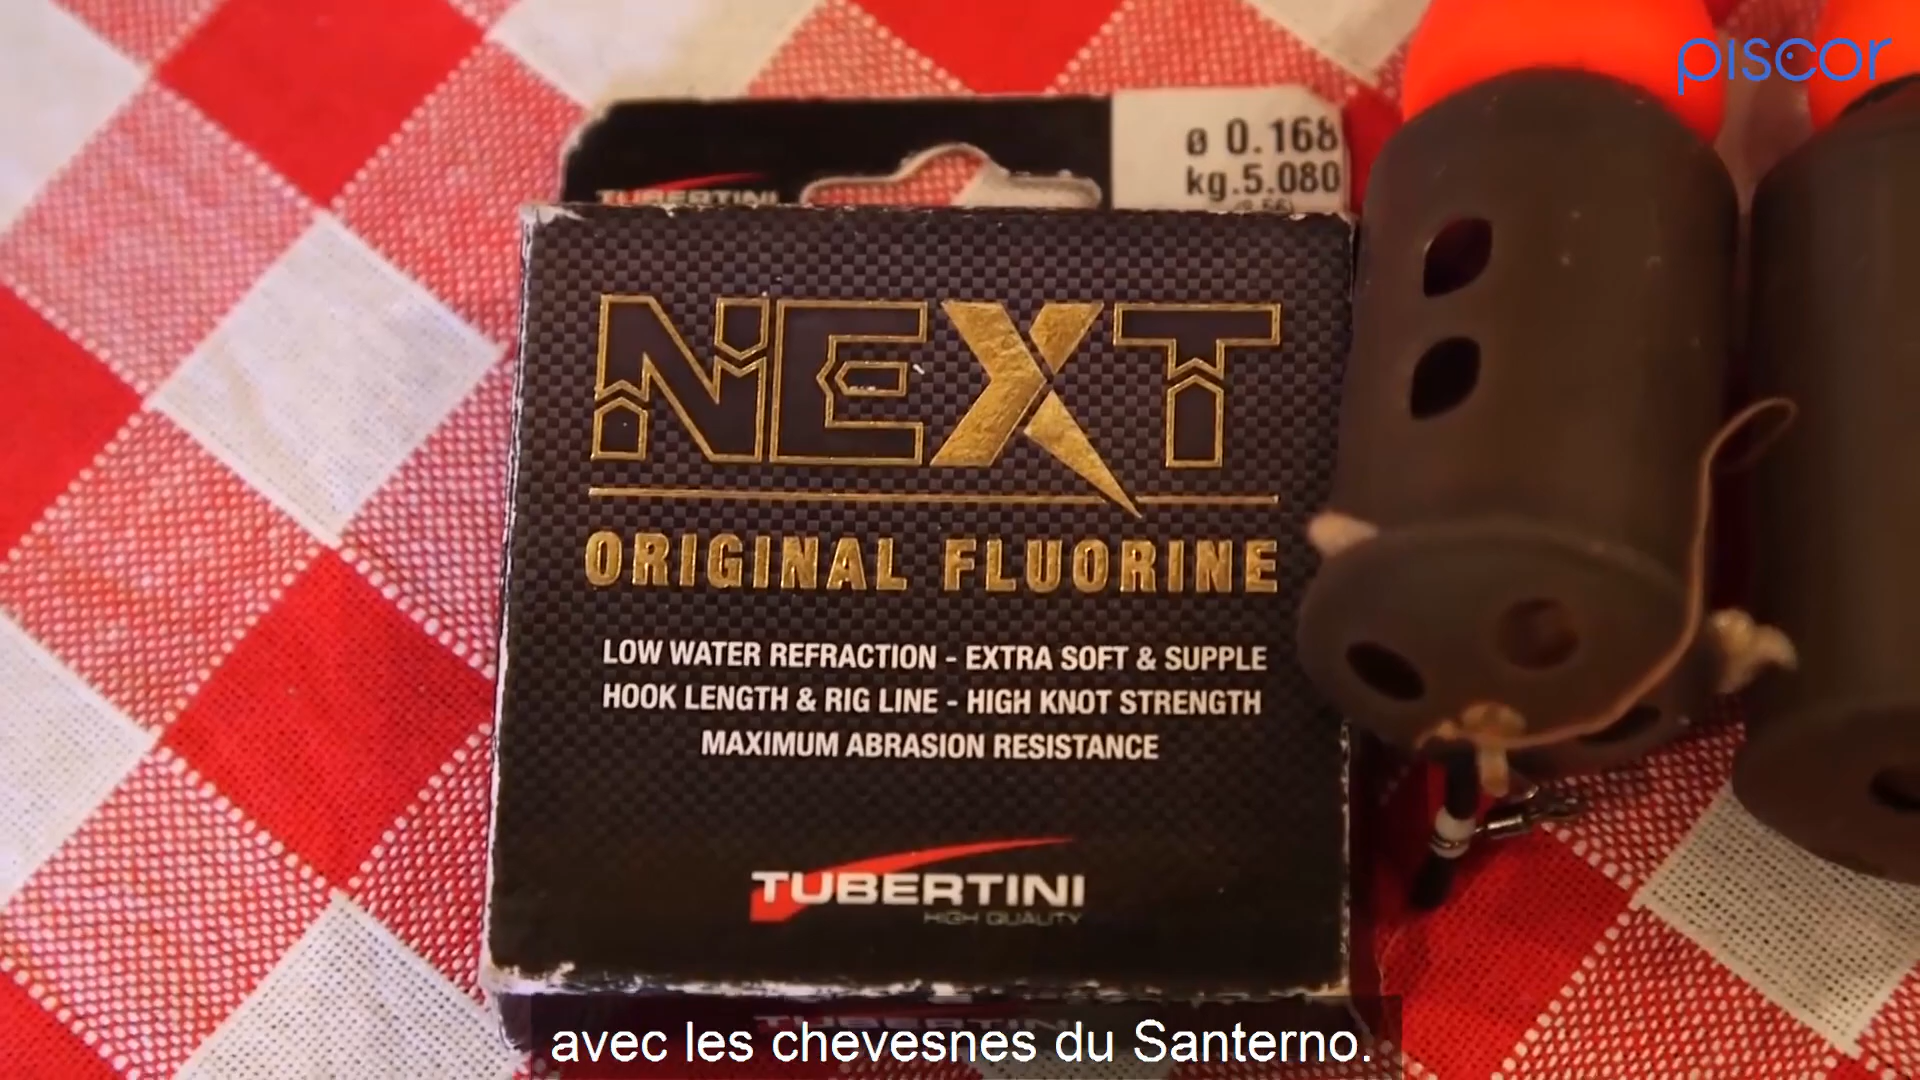 piscor
ø 0.168
kg.5.080
TUBERTINI
NEXT
ORIGINAL FLUORINE
LOW WATER REFRACTION - EXTRA SOFT & SUPPLE
HOOK LENGTH & RIG LINE - HIGH KNOT STRENGTH
MAXIMUM ABRASION RESISTANCE
TUBERTINI
HIGH QUALITY
avec les chevesnes du Santerno.